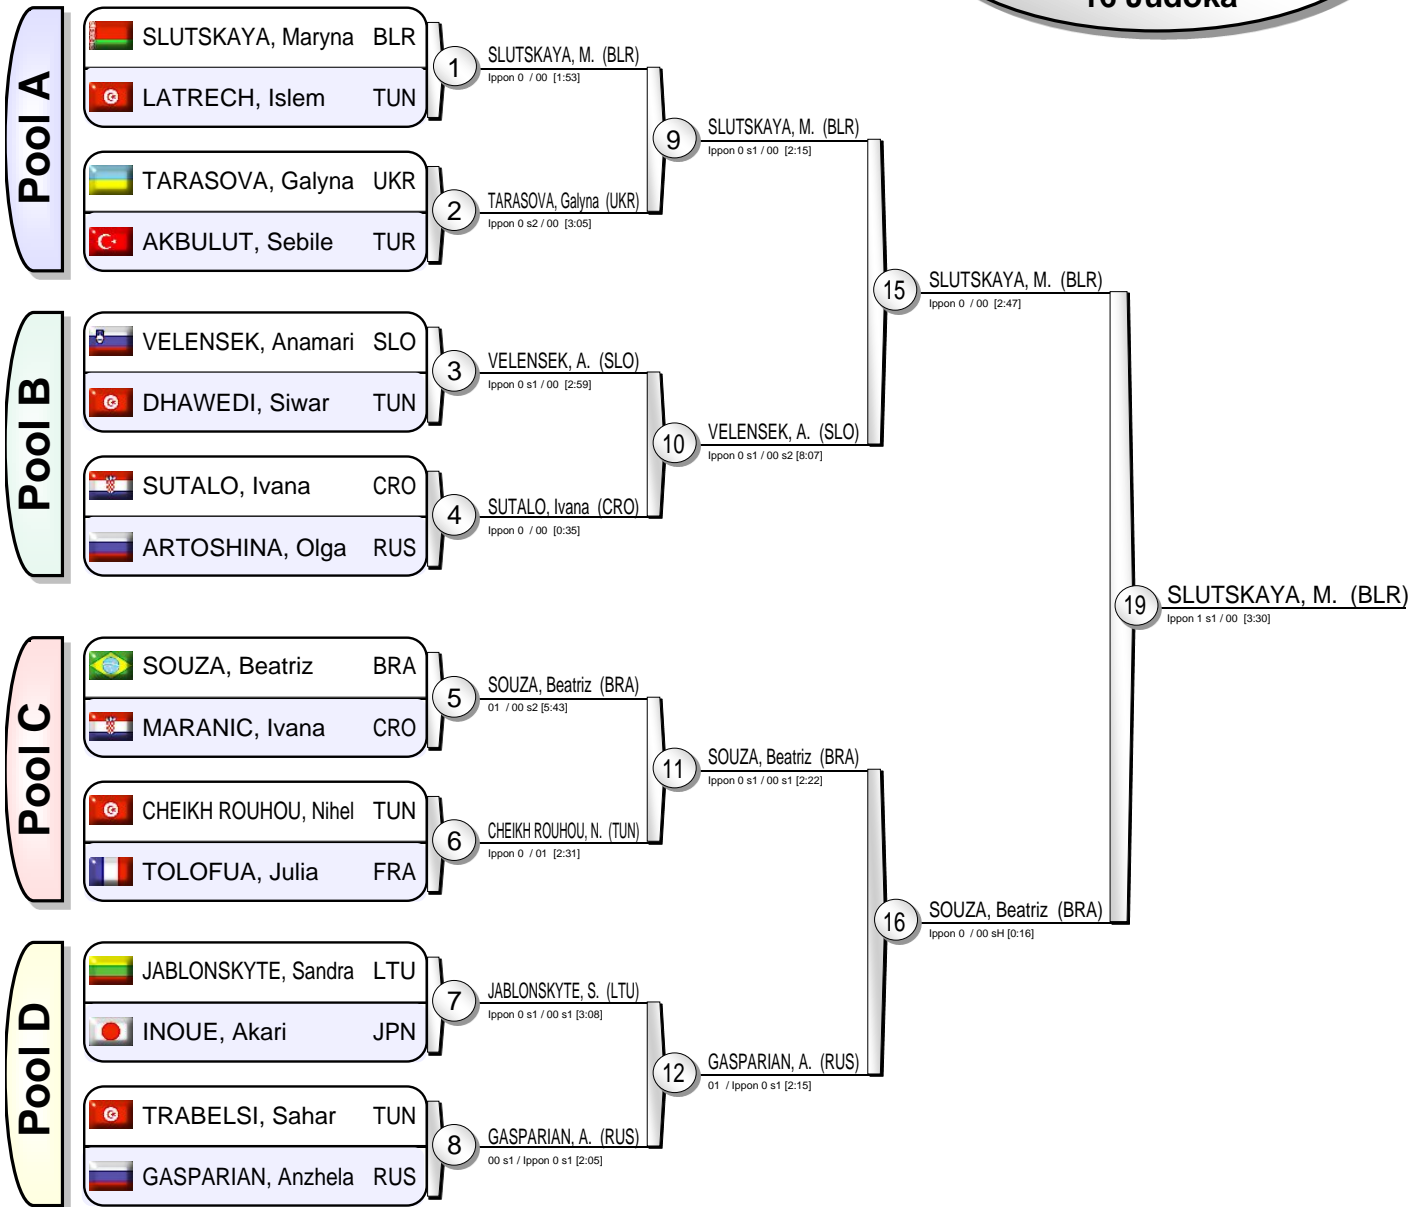 16 Judoka
Pool A
SLUTSKAYA, Maryna BLR
LATRECH, Islem TUN
TARASOVA, Galyna UKR
AKBULUT, Sebile TUR
Pool B
VELENSEK, Anamari SLO
DHAWEDI, Siwar TUN
SUTALO, Ivana CRO
ARTOSHINA, Olga RUS
Pool C
SOUZA, Beatriz BRA
MARANIC, Ivana CRO
CHEIKH ROUHOU, Nihel TUN
TOLOFUA, Julia FRA
Pool D
JABLONSKYTE, Sandra LTU
INOUE, Akari JPN
TRABELSI, Sahar TUN
GASPARIAN, Anzhela RUS
1
SLUTSKAYA, M. (BLR)
Ippon 0 / 00 [1:53]
2
TARASOVA, Galyna (UKR)
Ippon 0 s2 / 00 [3:05]
3
VELENSEK, A. (SLO)
Ippon 0 s1 / 00 [2:59]
4
SUTALO, Ivana (CRO)
Ippon 0 / 00 [0:35]
5
SOUZA, Beatriz (BRA)
01 / 00 s2 [5:43]
6
CHEIKH ROUHOU, N. (TUN)
Ippon 0 / 01 [2:31]
7
JABLONSKYTE, S. (LTU)
Ippon 0 s1 / 00 s1 [3:08]
8
GASPARIAN, A. (RUS)
00 s1 / Ippon 0 s1 [2:05]
9
SLUTSKAYA, M. (BLR)
Ippon 0 s1 / 00 [2:15]
10
VELENSEK, A. (SLO)
Ippon 0 s1 / 00 s2 [8:07]
11
SOUZA, Beatriz (BRA)
Ippon 0 s1 / 00 s1 [2:22]
12
GASPARIAN, A. (RUS)
01 / Ippon 0 s1 [2:15]
15
SLUTSKAYA, M. (BLR)
Ippon 0 / 00 [2:47]
16
SOUZA, Beatriz (BRA)
Ippon 0 / 00 sH [0:16]
19
SLUTSKAYA, M. (BLR)
Ippon 1 s1 / 00 [3:30]